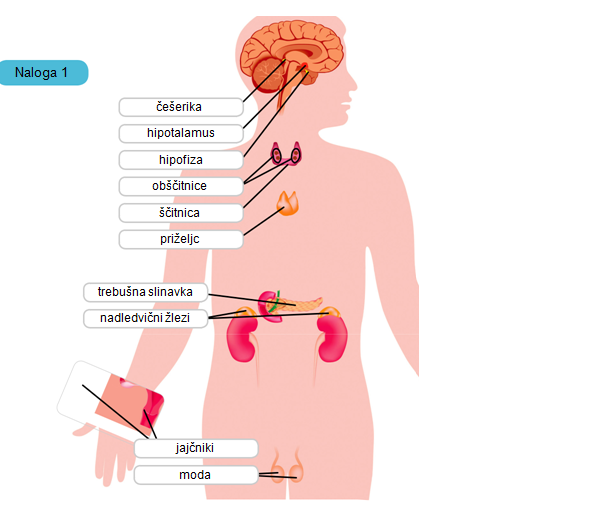 Naloga 1
češerika
hipotalamus
hipofiza
obščitnice
ščitnica
priželjc
trebušna slinavka
nadledvični žlezi
jajčniki
moda